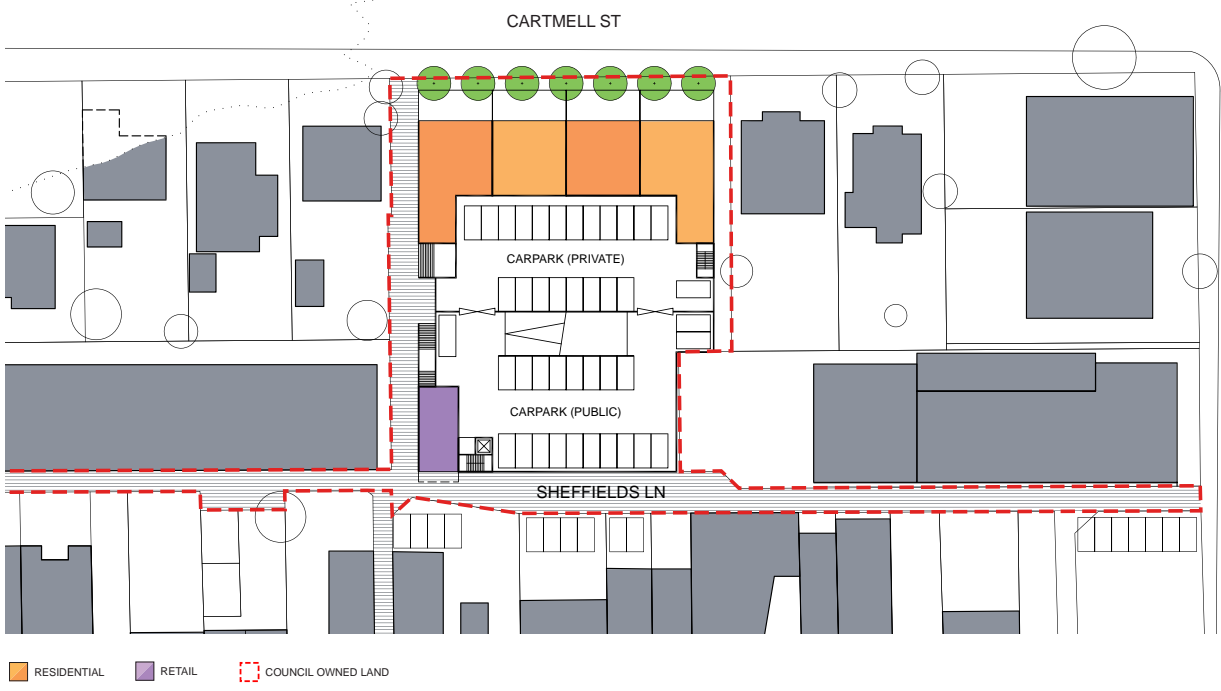 CARTMELL ST
CARPARK (PRIVATE)
CARPARK (PUBLIC)
SHEFFIELDS LN
RESIDENTIAL
RETAIL
COUNCIL OWNED LAND